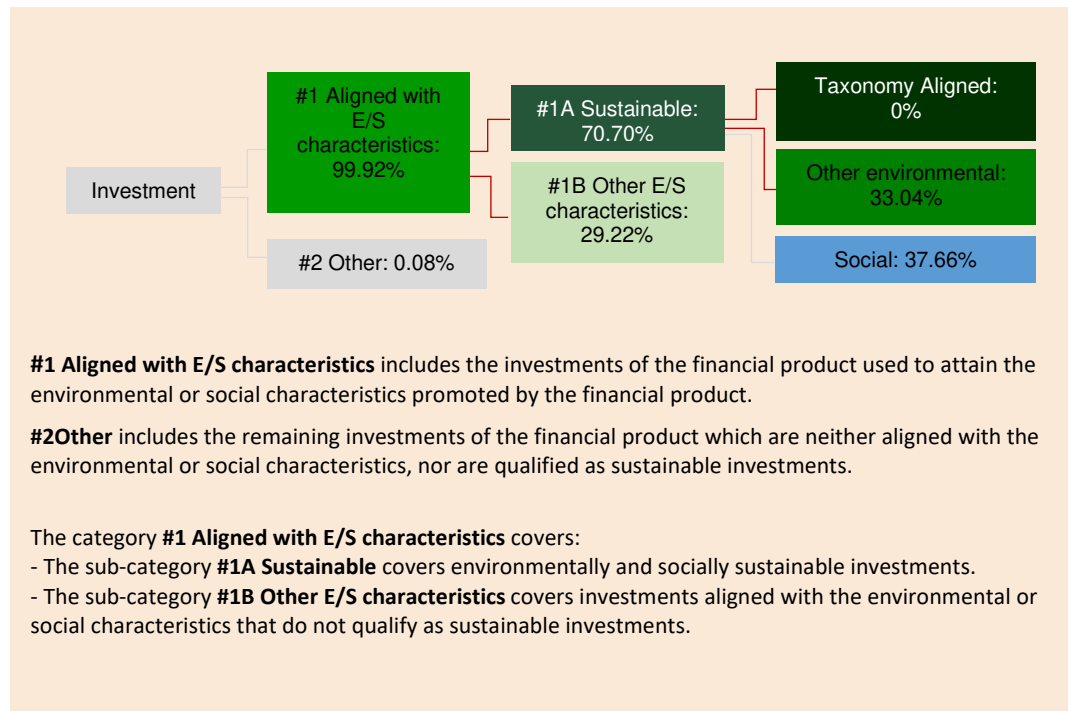 #1 Aligned with
E/S
characteristics:
99.92%
#1A Sustainable:
70.70%
Taxonomy Aligned:
0%
Investment
#1B Other E/S
characteristics:
29.22%
Other environmental:
33.04%
#2 Other: 0.08%
Social: 37.66%
#1 Aligned with E/S characteristics includes the investments of the financial product used to attain the
environmental or social characteristics promoted by the financial product.
#2Other includes the remaining investments of the financial product which are neither aligned with the
environmental or social characteristics, nor are qualified as sustainable investments.
The category #1 Aligned with E/S characteristics covers:
- The sub-category #1A Sustainable covers environmentally and socially sustainable investments.
- The sub-category #1B Other E/S characteristics covers investments aligned with the environmental or
social characteristics that do not qualify as sustainable investments.